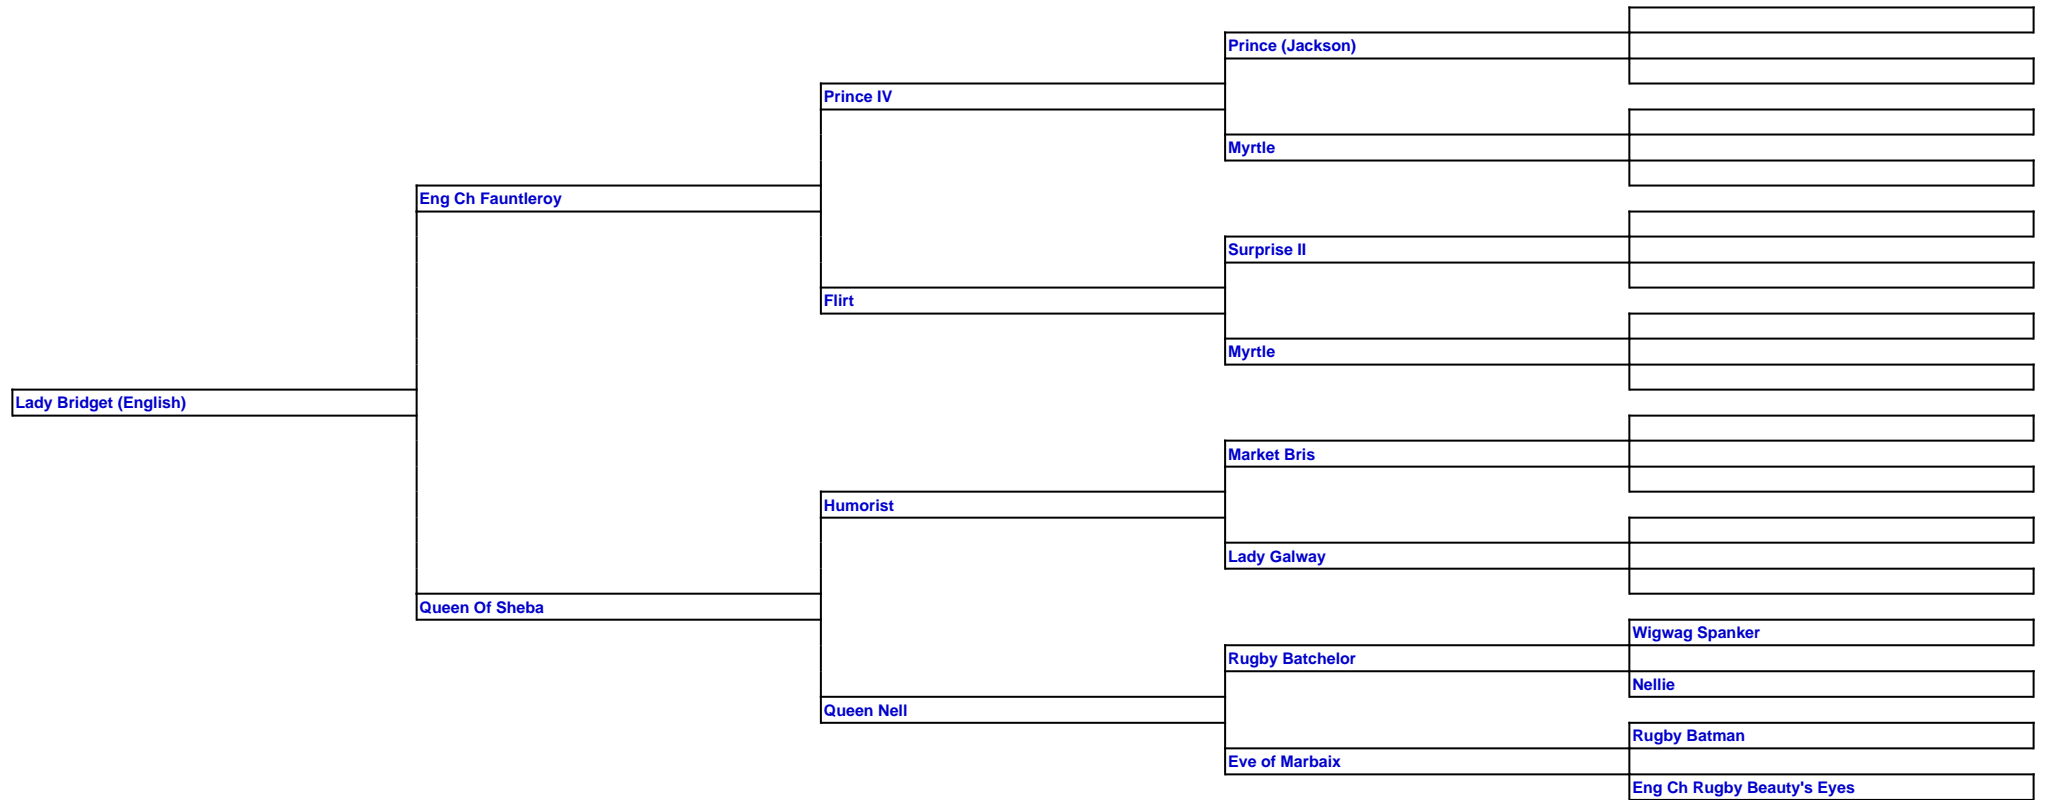 Prince (Jackson)
Prince IV
Myrtle
Eng Ch Fauntleroy
Surprise II
Flirt
Myrtle
Lady Bridget (English)
Market Bris
Humorist
Lady Galway
Queen Of Sheba
Wigwag Spanker
Rugby Batchelor
Nellie
Queen Nell
Rugby Batman
Eve of Marbaix
Eng Ch Rugby Beauty's Eyes